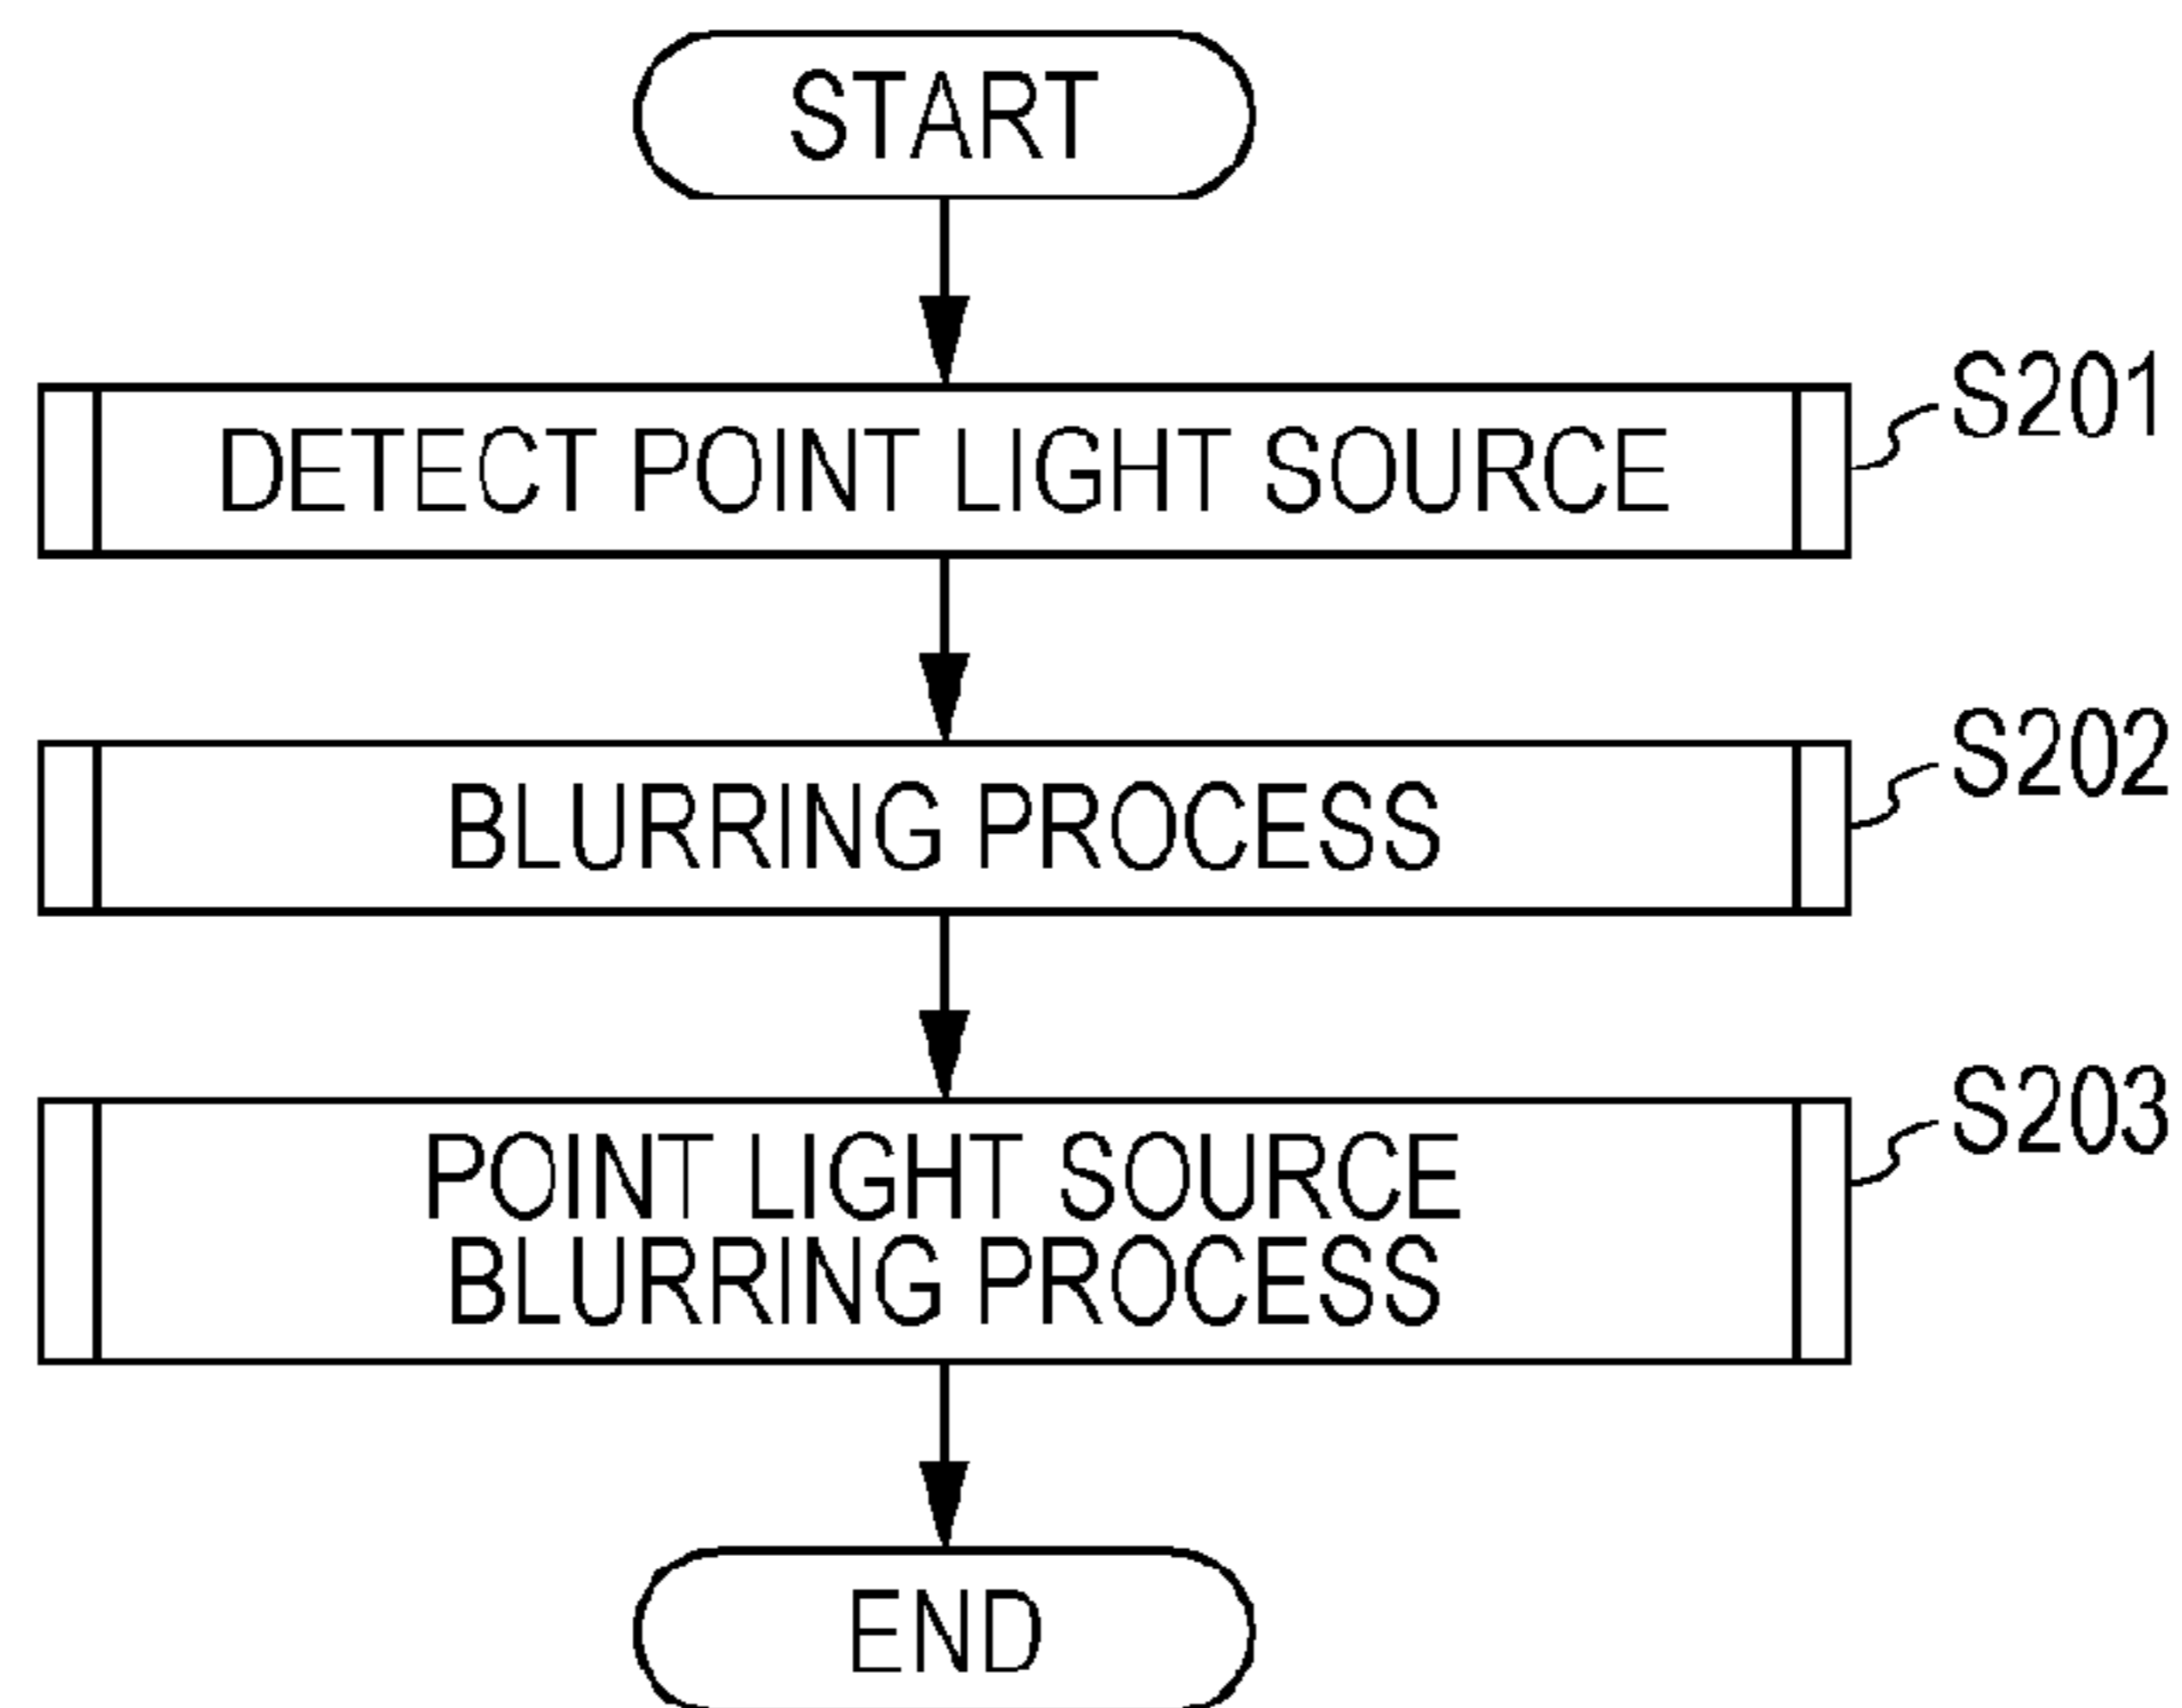 START
DETECT POINT LIGHT SOURCE
S201
BLURRING PROCESS
S202
POINT LIGHT SOURCE
BLURRING PROCESS
S203
END